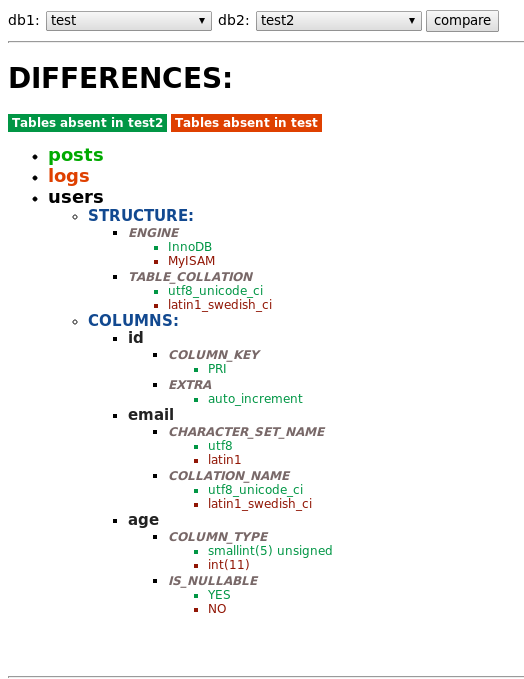 db1: test db2: test2 compare
DIFFERENCES:
Tables absent in test2 Tables absent in test
posts
logs
users
STRUCTURE:
ENGINE
InnoDB
MyISAM
TABLE_COLLATION
utf8_unicode_ci
latin1_swedish_ci
COLUMNS:
id
COLUMN_KEY
PRI
EXTRA
auto_increment
email
CHARACTER_SET_NAME
utf8
latin1
COLLATION_NAME
utf8_unicode_ci
latin1_swedish_ci
age
COLUMN_TYPE
smallint(5) unsigned
int(11)
IS_NULLABLE
YES
NO